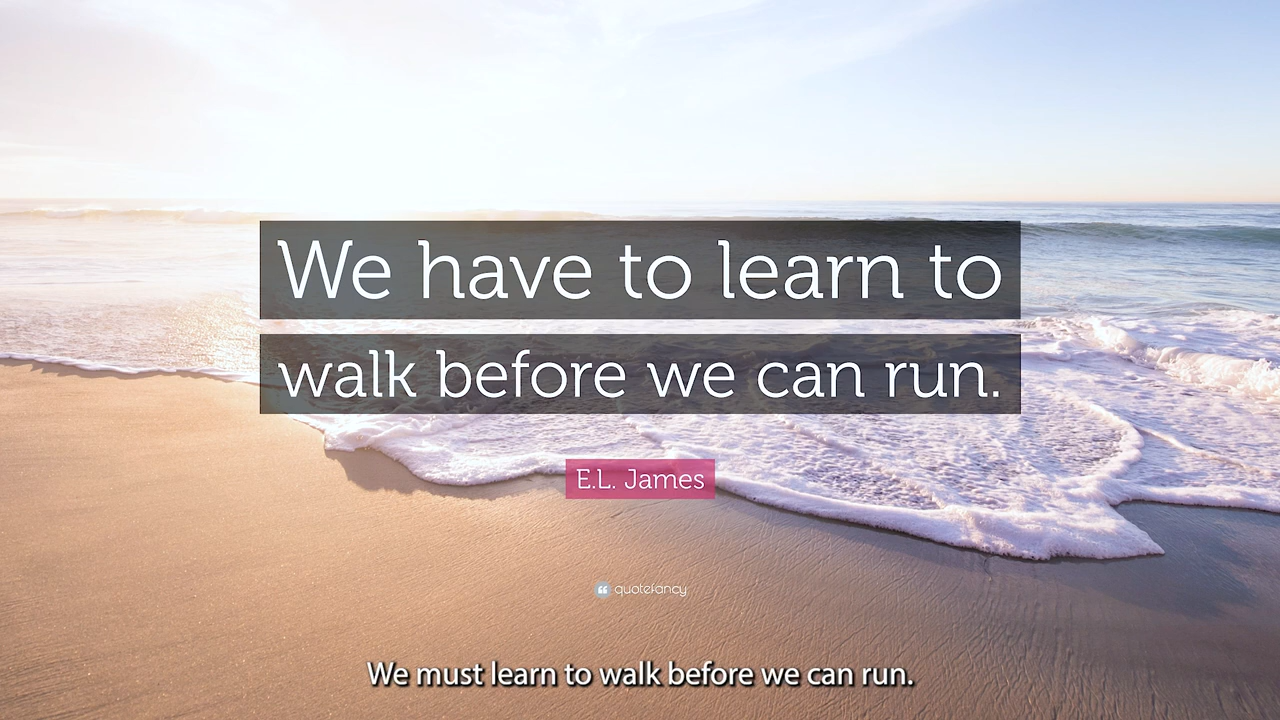 We have to learn to
walk before we can run.
E.L. James
quotefancy
We must learn to walk before we can run.